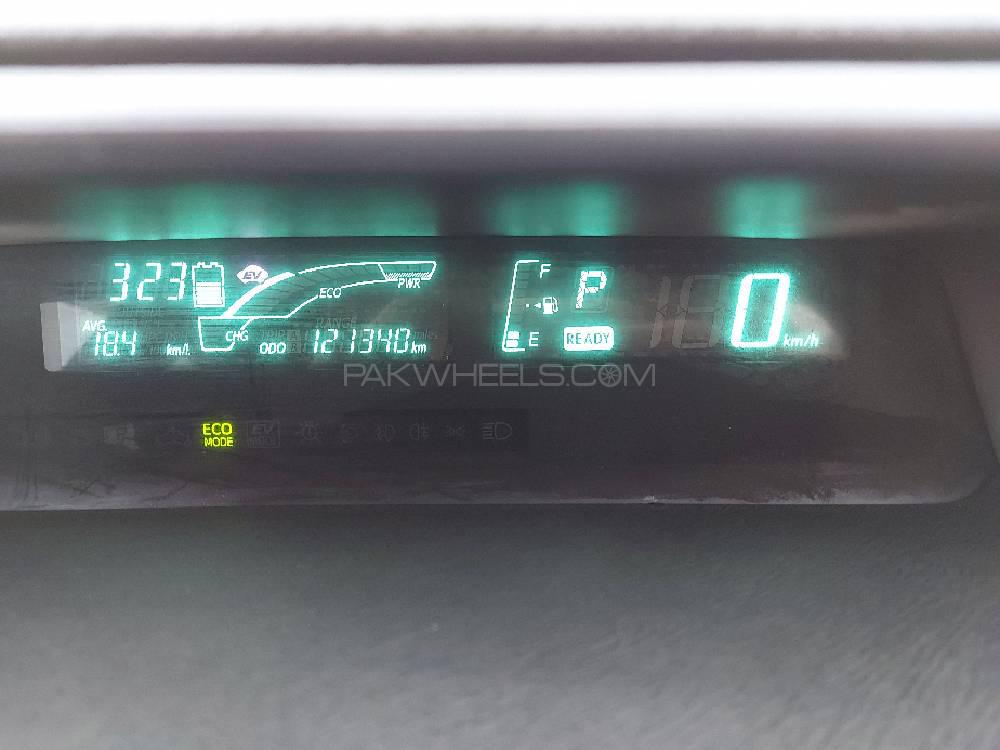 323 EV PWR F P 0 km/h
ECO
AVG. 18.4 km/L CHG ODO 121340 km E READY
PAKWHEELS.COM
ECO MODE EV MODE